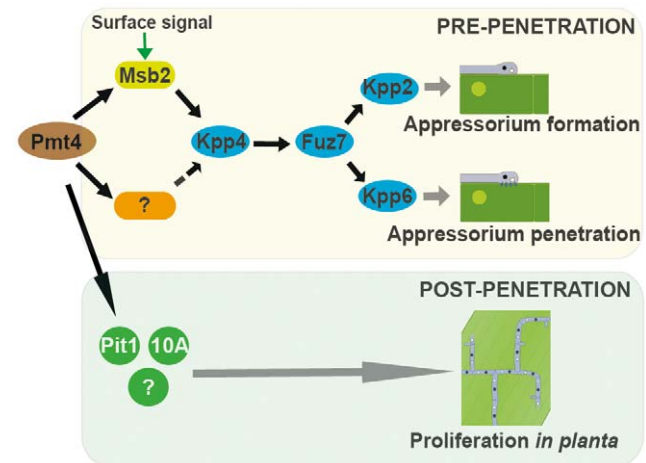 Surface signal
PRE-PENETRATION
Msb2
Kpp2
Appressorium formation
Pmt4
Kpp4
Fuz7
?
Kpp6
Appressorium penetration
POST-PENETRATION
Pit1
10A
?
Proliferation in planta